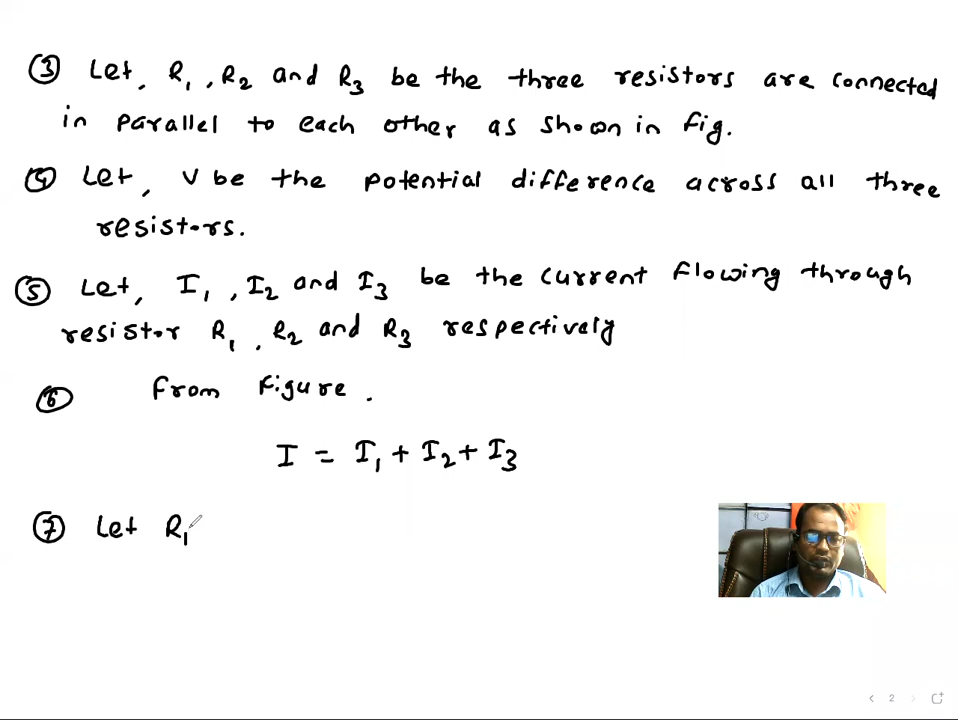 ③ Let, R₁, R₂ and R₃ be the three resistors are connected
in parallel to each other as shown in fig.
④ Let, V be the potential difference across all three
resistors.
⑤ Let, I₁, I₂ and I₃ be the current flowing through
resistor R₁, R₂ and R₃ respectively
⑥ From Figure.
I = I₁ + I₂ + I₃
⑦ Let R₁
2